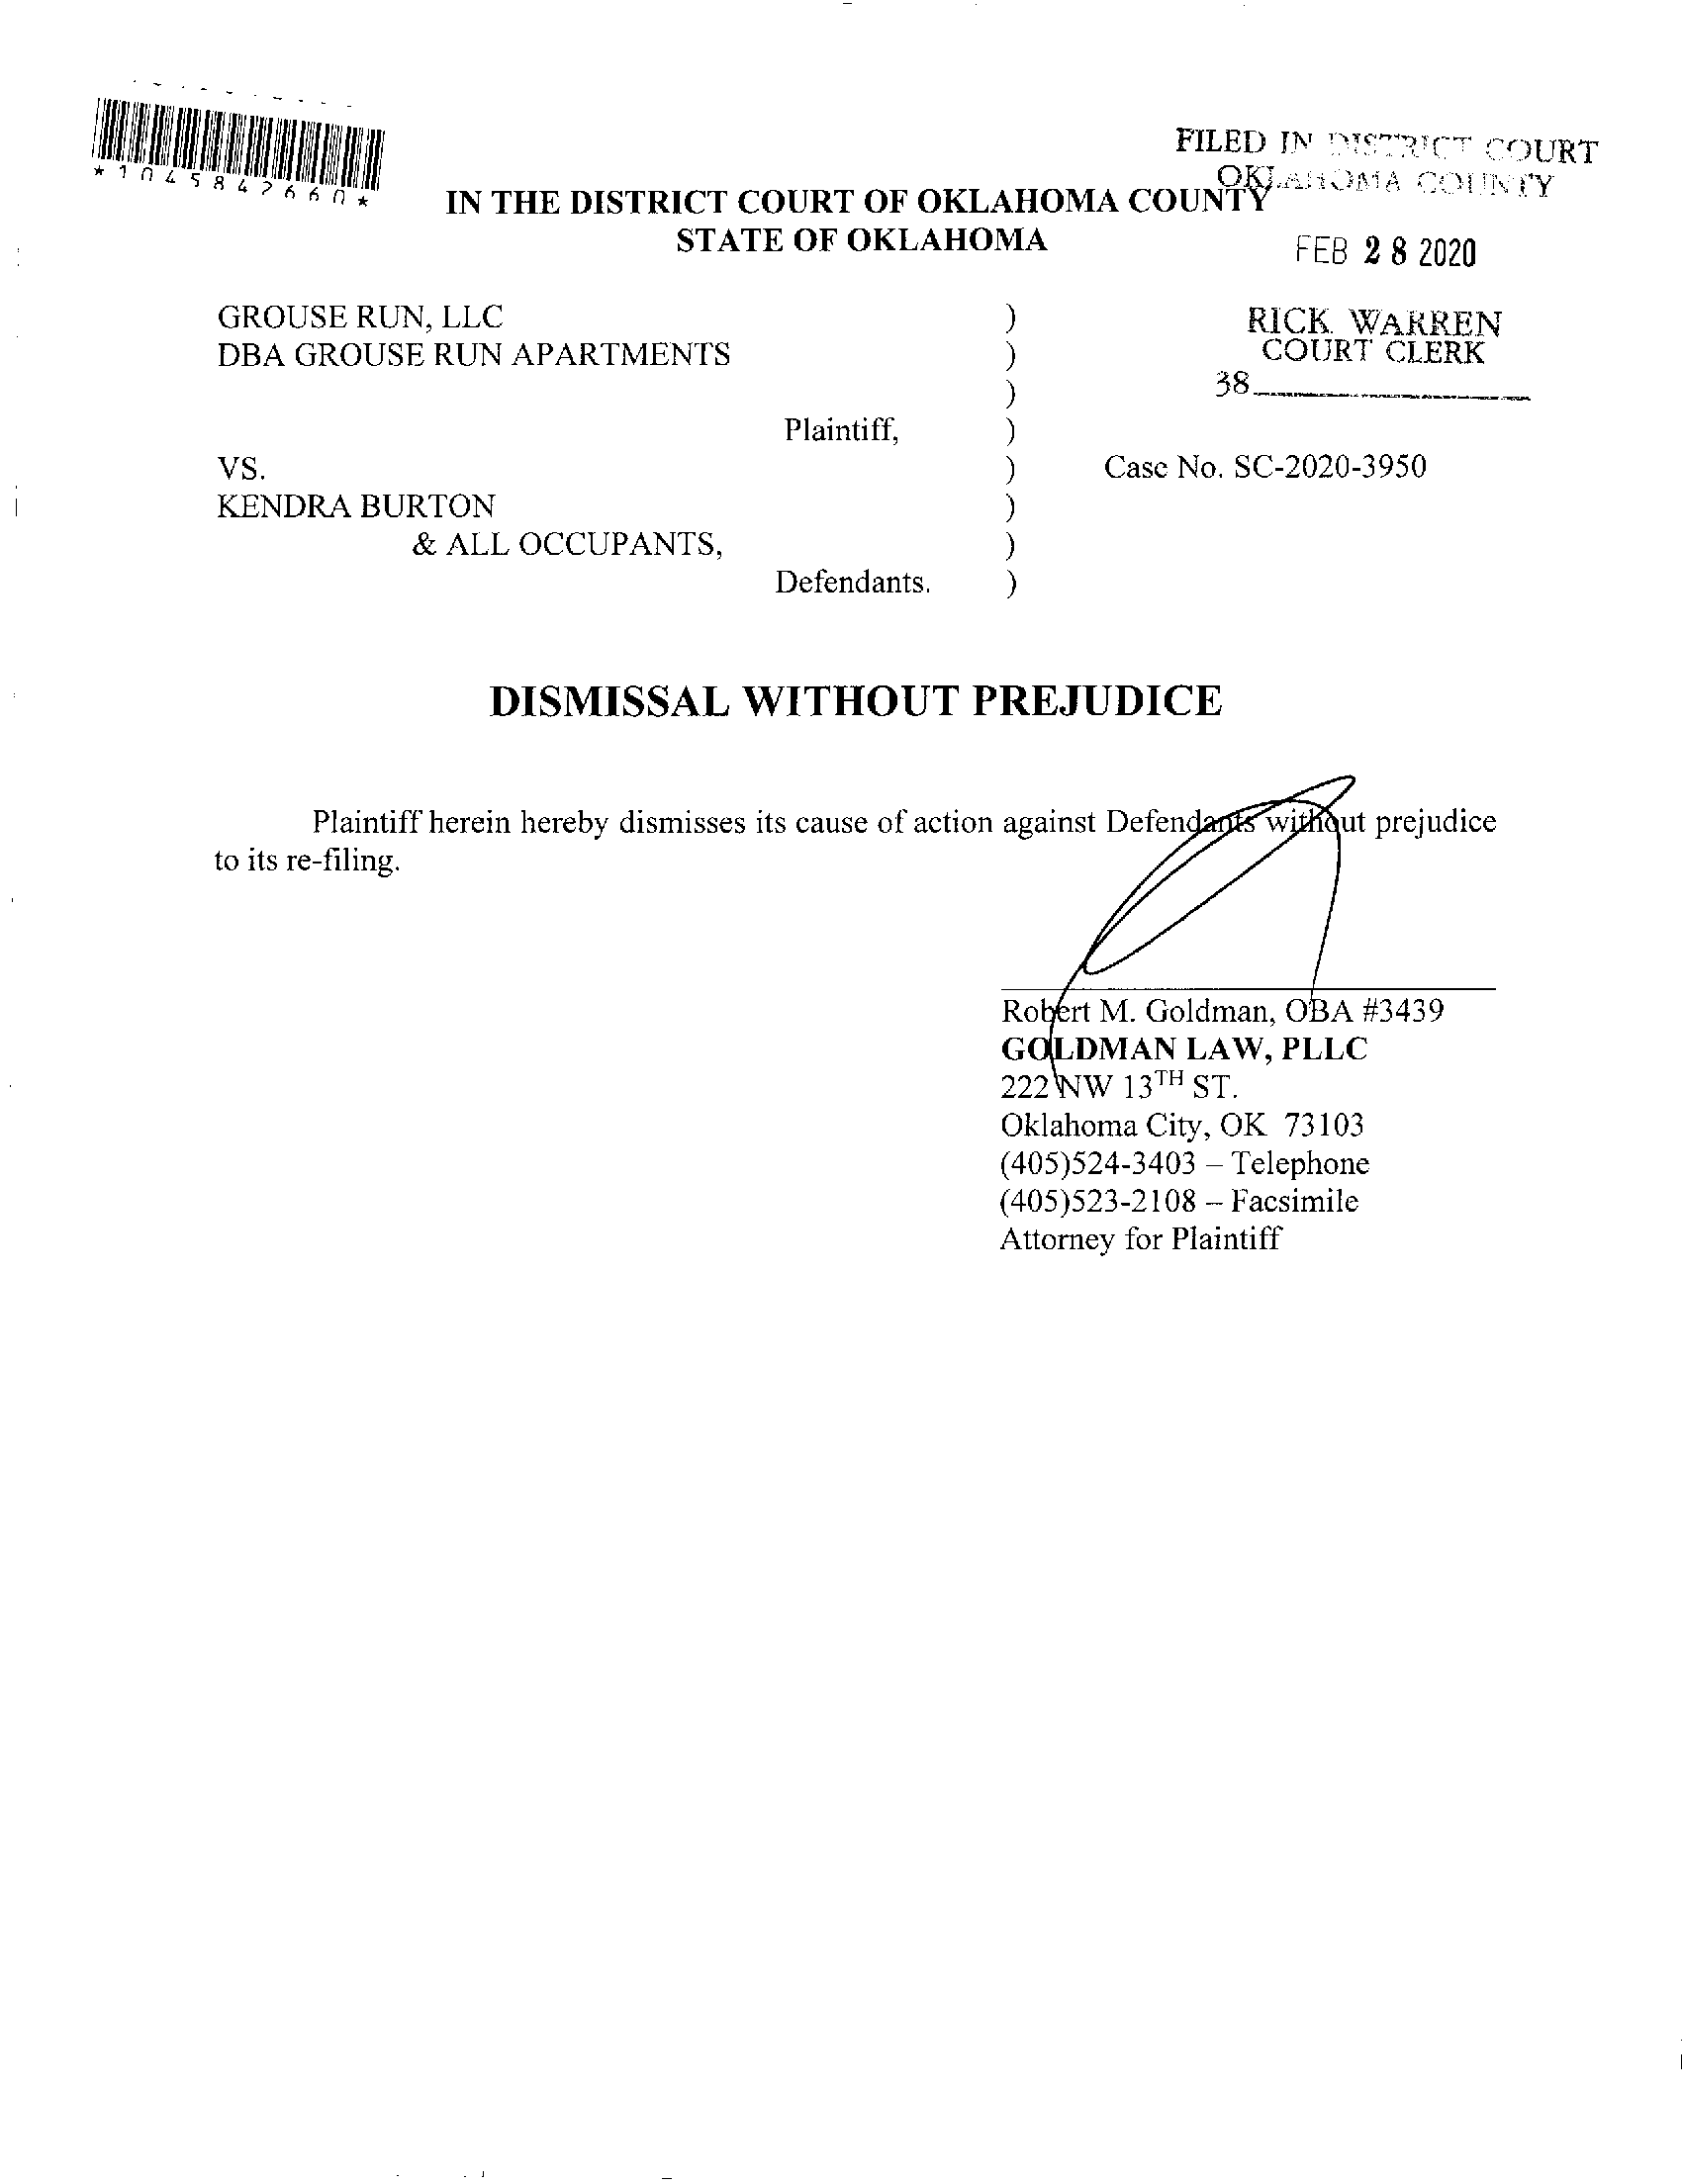 *1045842660*
FILED IN DISTRICT COURT
OKLAHOMA COUNTY
IN THE DISTRICT COURT OF OKLAHOMA COUNTY
STATE OF OKLAHOMA
FEB 28 2020
GROUSE RUN, LLC )
DBA GROUSE RUN APARTMENTS )
)
Plaintiff, )
VS. )
KENDRA BURTON )
& ALL OCCUPANTS, )
Defendants. )
RICK WARREN
COURT CLERK
38
Case No. SC-2020-3950
DISMISSAL WITHOUT PREJUDICE
Plaintiff herein hereby dismisses its cause of action against Defendants without prejudice
to its re-filing.
Robert M. Goldman, OBA #3439
GOLDMAN LAW, PLLC
222 NW 13TH ST.
Oklahoma City, OK 73103
(405)524-3403 – Telephone
(405)523-2108 – Facsimile
Attorney for Plaintiff